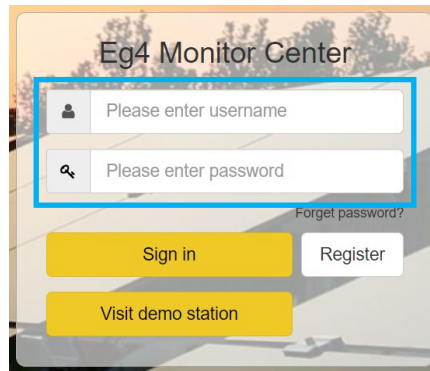 Eg4 Monitor Center
Please enter username
Please enter password
Forget password?
Sign in Register
Visit demo station